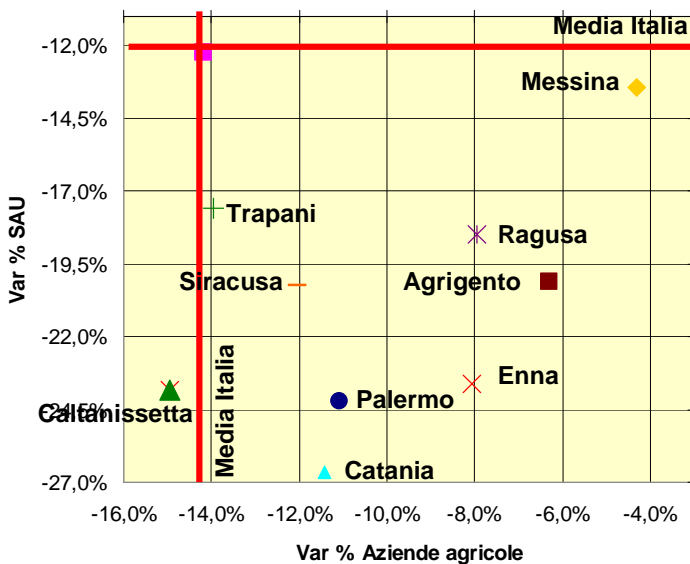 Media Italia
-12,0%
Messina
-14,5%
-17,0%
Trapani
Ragusa
-19,5%
Siracusa
Agrigento
-22,0%
Enna
Caltanissetta
-24,5%
Palermo
Media Italia
Catania
-27,0%
-16,0% -14,0% -12,0% -10,0% -8,0% -6,0% -4,0%
Var % SAU
Var % Aziende agricole